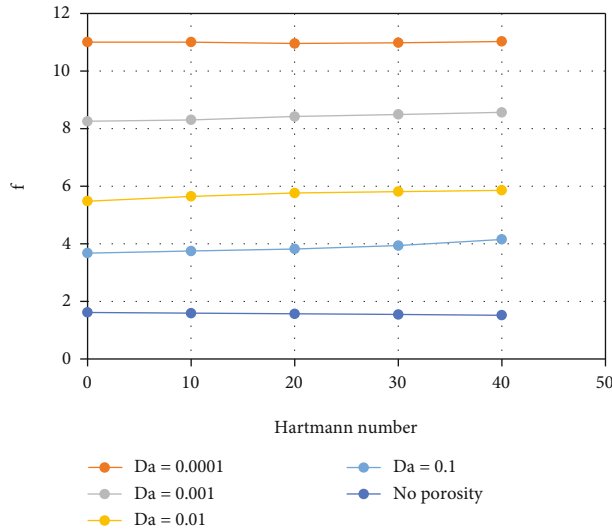 12
10
8
6
4
2
0
f
0 10 20 30 40 50
Hartmann number
Da = 0.0001
Da = 0.001
Da = 0.01
Da = 0.1
No porosity